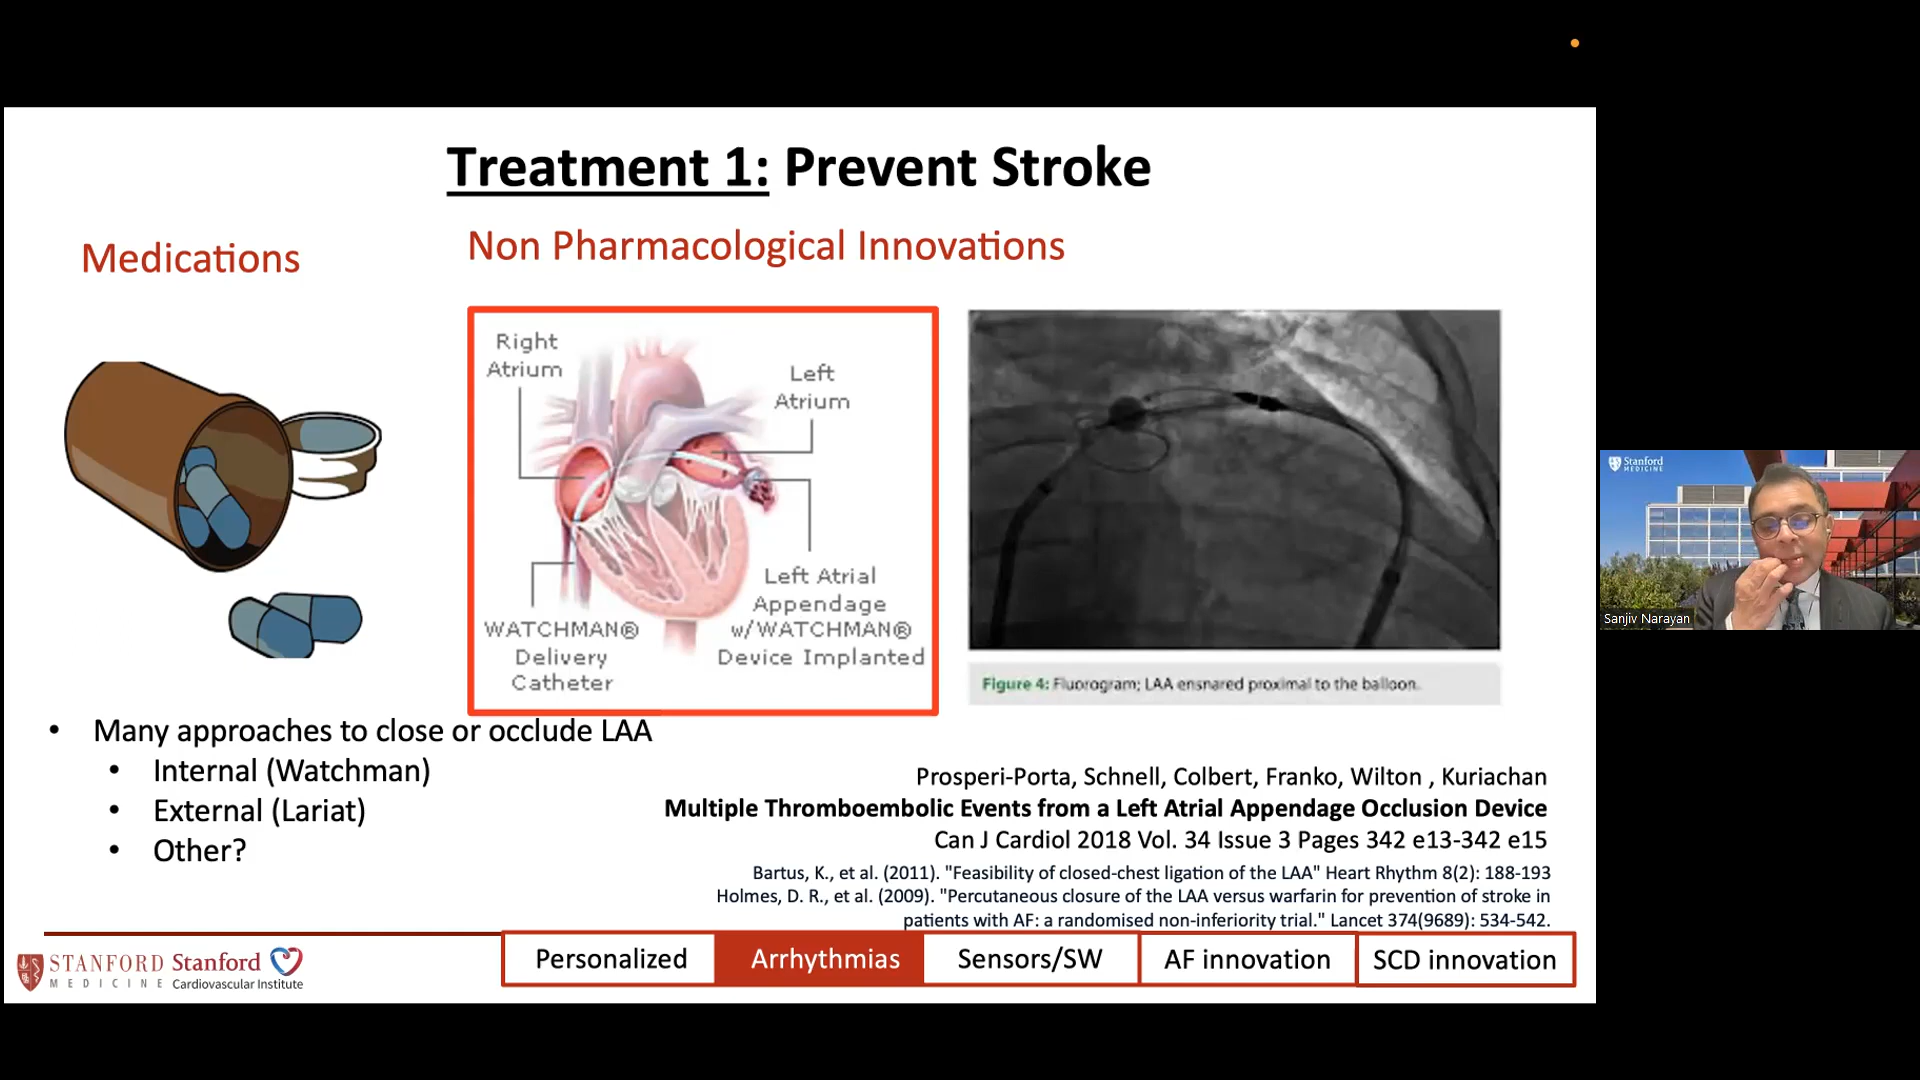 Treatment 1: Prevent Stroke
Medications
Non Pharmacological Innovations
Right
Atrium
Left
Atrium
WATCHMAN®
Delivery
Catheter
Left Atrial
Appendage
w/WATCHMAN®
Device Implanted
Figure 4: Fluorogram; LAA ensnared proximal to the balloon.
• Many approaches to close or occlude LAA
• Internal (Watchman)
• External (Lariat)
• Other?
Prosperi-Porta, Schnell, Colbert, Franko, Wilton , Kuriachan
Multiple Thromboembolic Events from a Left Atrial Appendage Occlusion Device
Can J Cardiol 2018 Vol. 34 Issue 3 Pages 342 e13-342 e15
Bartus, K., et al. (2011). "Feasibility of closed-chest ligation of the LAA" Heart Rhythm 8(2): 188-193
Holmes, D. R., et al. (2009). "Percutaneous closure of the LAA versus warfarin for prevention of stroke in
patients with AF: a randomised non-inferiority trial." Lancet 374(9689): 534-542.
STANFORD
MEDICINE
Stanford
Cardiovascular Institute
Personalized
Arrhythmias
Sensors/SW
AF innovation
SCD innovation
Stanford
MEDICINE
Sanjiv Narayan